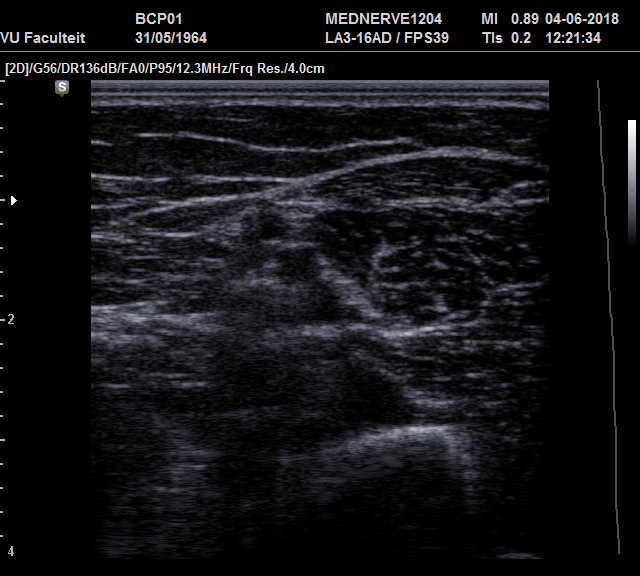 BCP01 MEDNERVE1204 MI 0.89 04-06-2018
VU Faculteit 31/05/1964 LA3-16AD / FPS39 TIs 0.2 12:21:34
[2D]/G56/DR136dB/FA0/P95/12.3MHz/Frq Res./4.0cm
S
2
4